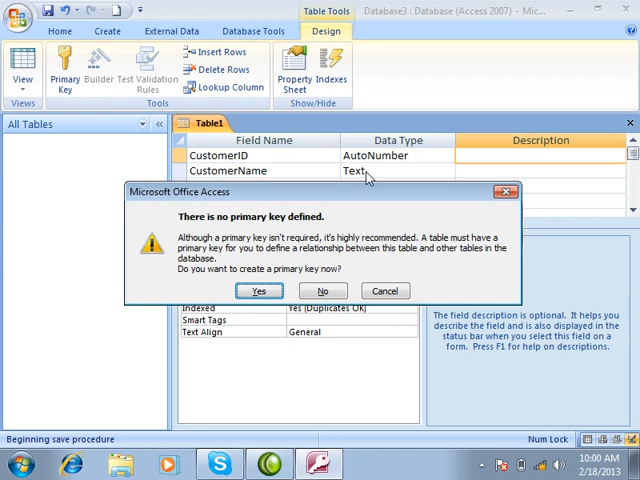 Table Tools
Database3 : Database (Access 2007) - Mic...
Home
Create
External Data
Database Tools
Design
View
Primary Key
Builder
Test Validation Rules
Insert Rows
Delete Rows
Lookup Column
Property Sheet
Indexes
Views
Tools
Show/Hide
All Tables
Table1
Field Name
Data Type
Description
CustomerID
AutoNumber
CustomerName
Text
Microsoft Office Access
There is no primary key defined.
Although a primary key isn't required, it's highly recommended. A table must have a
primary key for you to define a relationship between this table and other tables in the
database.
Do you want to create a primary key now?
Yes
No
Cancel
Indexed
Yes (Duplicates OK)
Smart Tags
Text Align
General
The field description is optional. It helps you
describe the field and is also displayed in the
status bar when you select this field on a
form. Press F1 for help on descriptions.
Beginning save procedure
Num Lock
10:00 AM
2/18/2013